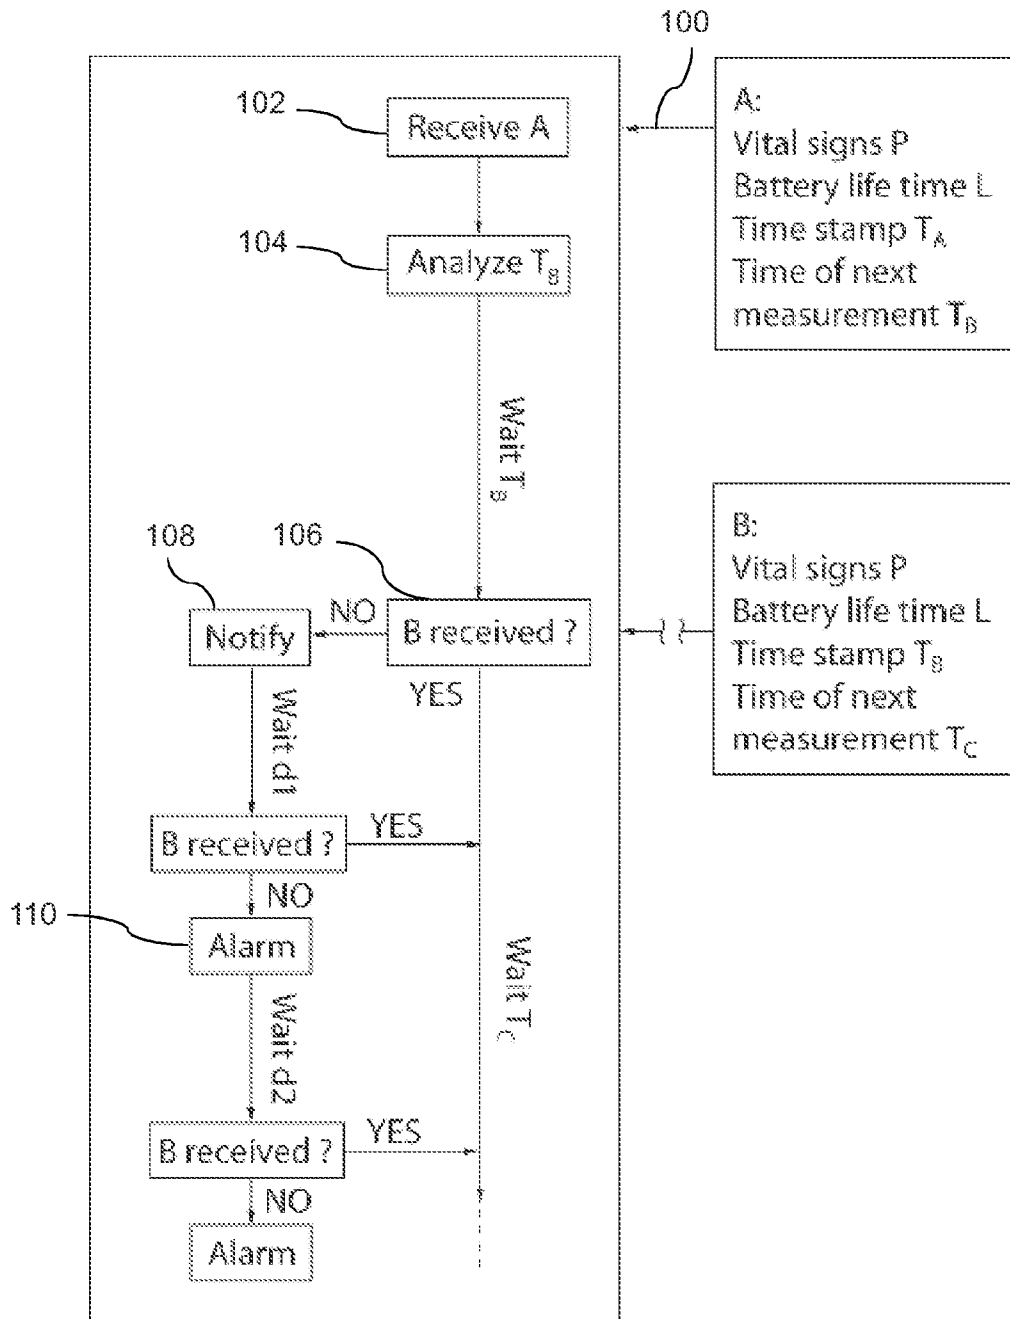 100
A:
Vital signs P
Battery life time L
Time stamp T_A
Time of next
measurement T_B
102
Receive A
104
Analyze T_B
Wait T_B
108
106
NO
Notify
B received ?
YES
B:
Vital signs P
Battery life time L
Time stamp T_B
Time of next
measurement T_C
Wait d1
B received ?
YES
NO
110
Alarm
Wait T_C
Wait d2
B received ?
YES
NO
Alarm